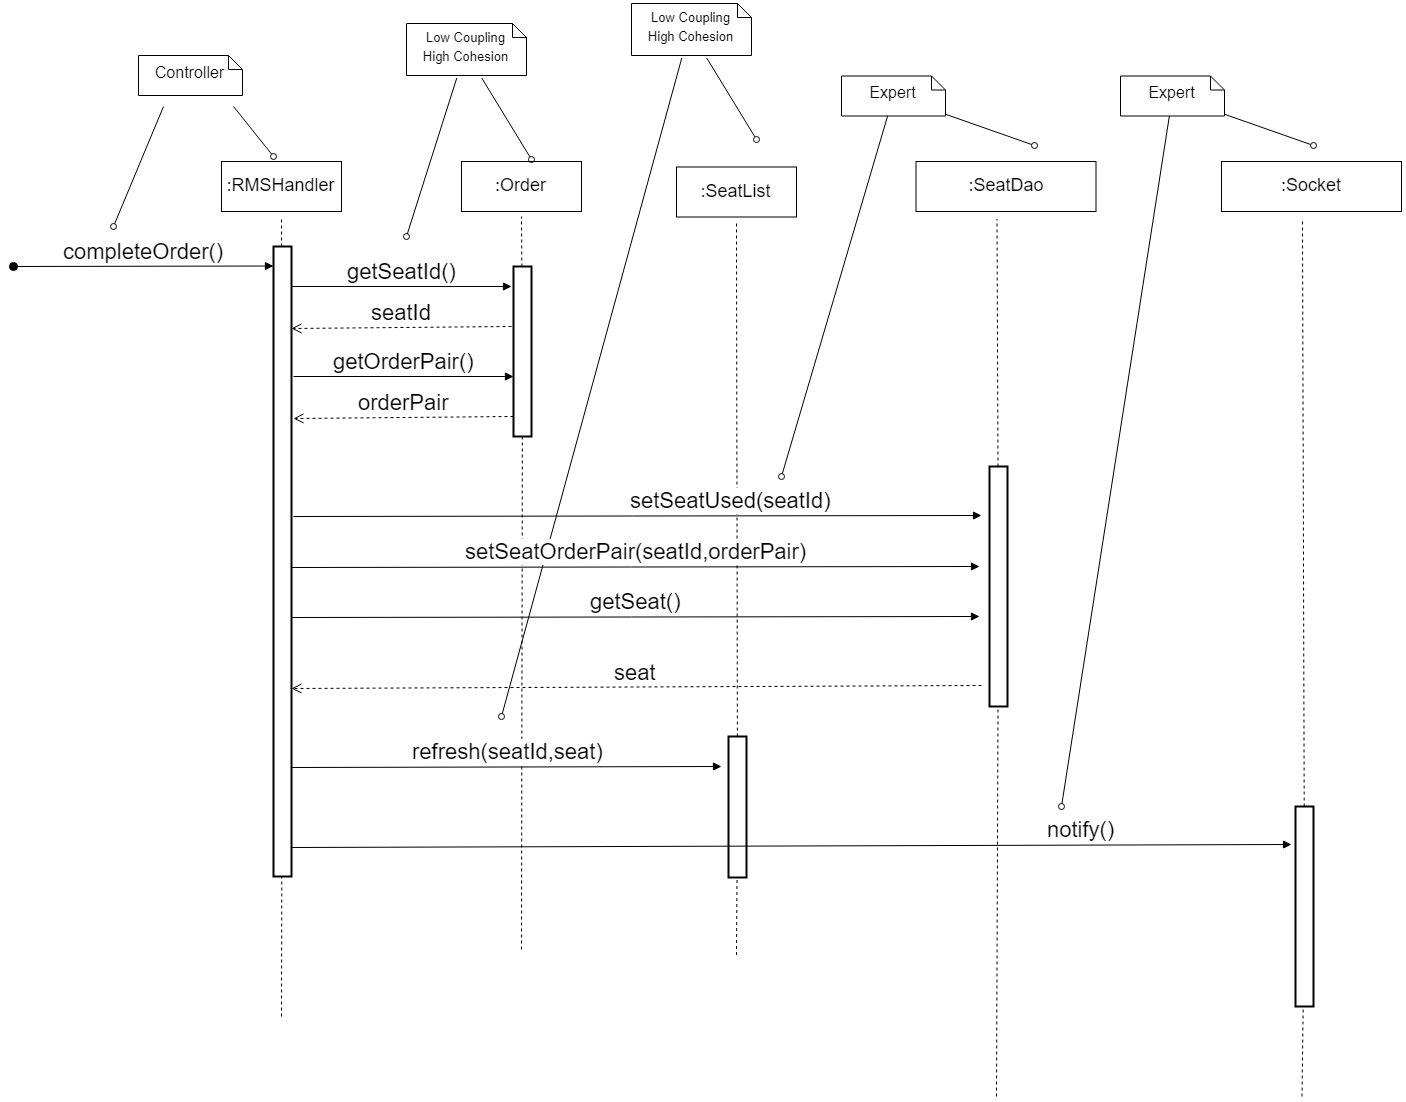 Low Coupling
High Cohesion
Low Coupling
High Cohesion
Controller
Expert
Expert
:RMSHandler
:Order
:SeatList
:SeatDao
:Socket
completeOrder()
getSeatId()
seatId
getOrderPair()
orderPair
setSeatUsed(seatId)
setSeatOrderPair(seatId,orderPair)
getSeat()
seat
refresh(seatId,seat)
notify()